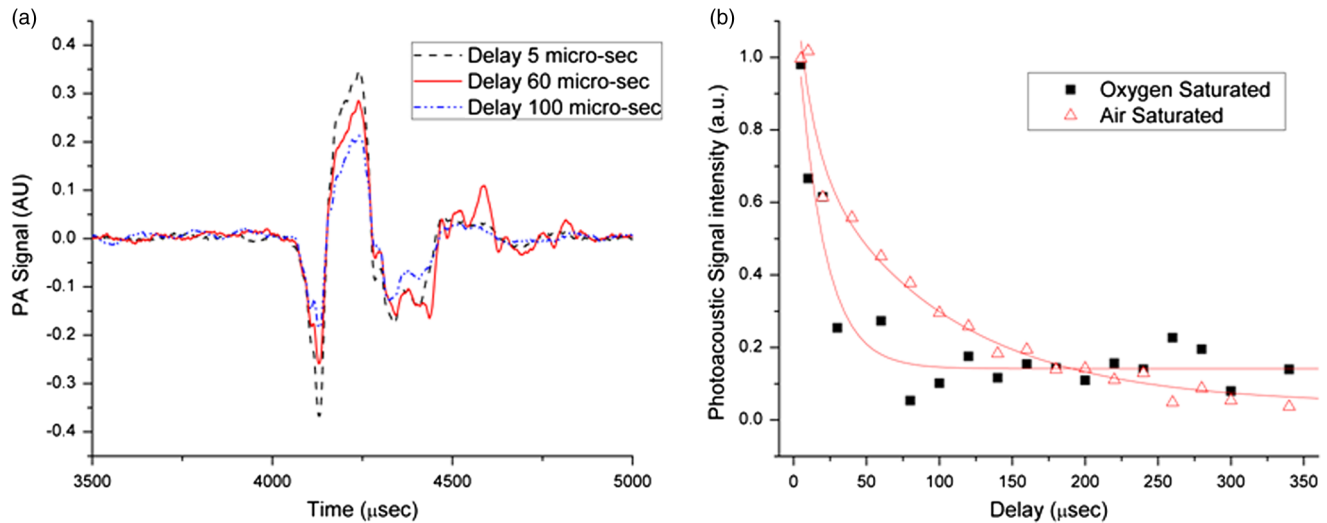 (a)
0.4
0.3
0.2
0.1
0.0
-0.1
-0.2
-0.3
-0.4
PA Signal (AU)
Delay 5 micro-sec
Delay 60 micro-sec
Delay 100 micro-sec
3500
4000
4500
5000
Time (μsec)
(b)
1.0
0.8
0.6
0.4
0.2
0.0
Photoacoustic Signal intensity (a.u.)
Oxygen Saturated
Air Saturated
0
50
100
150
200
250
300
350
Delay (μsec)